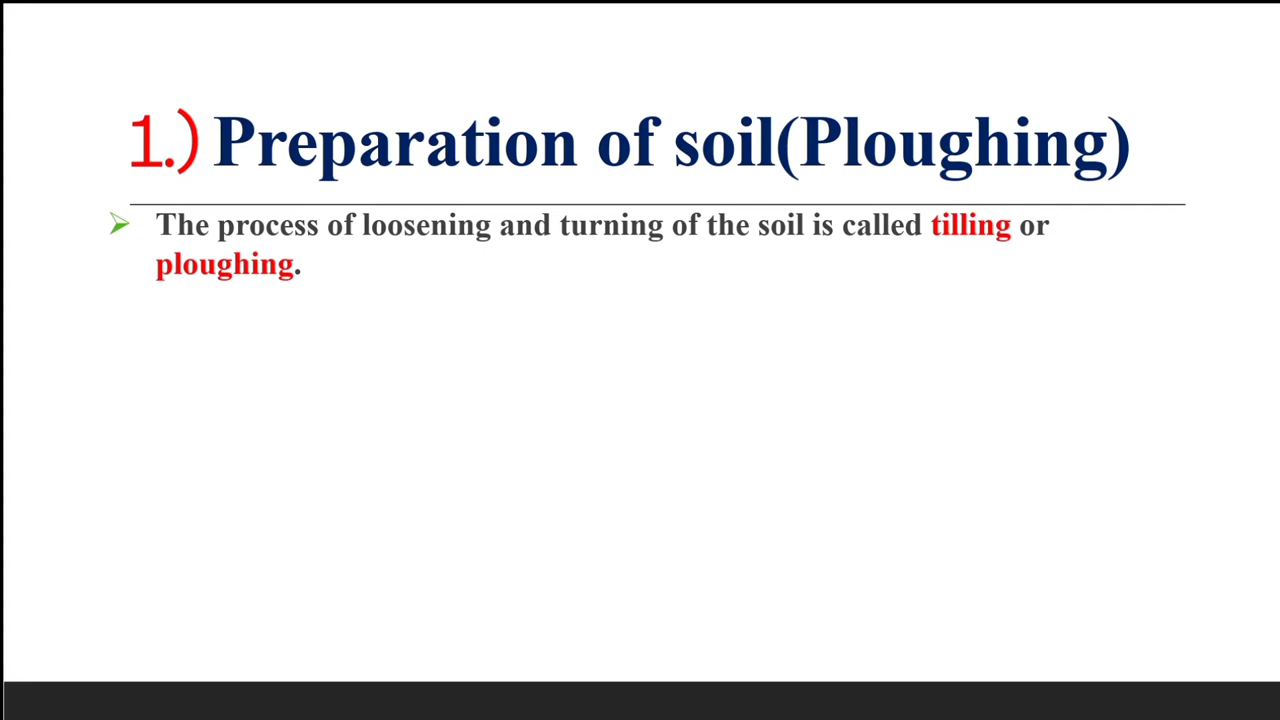 1.) Preparation of soil(Ploughing)
The process of loosening and turning of the soil is called tilling or
ploughing.